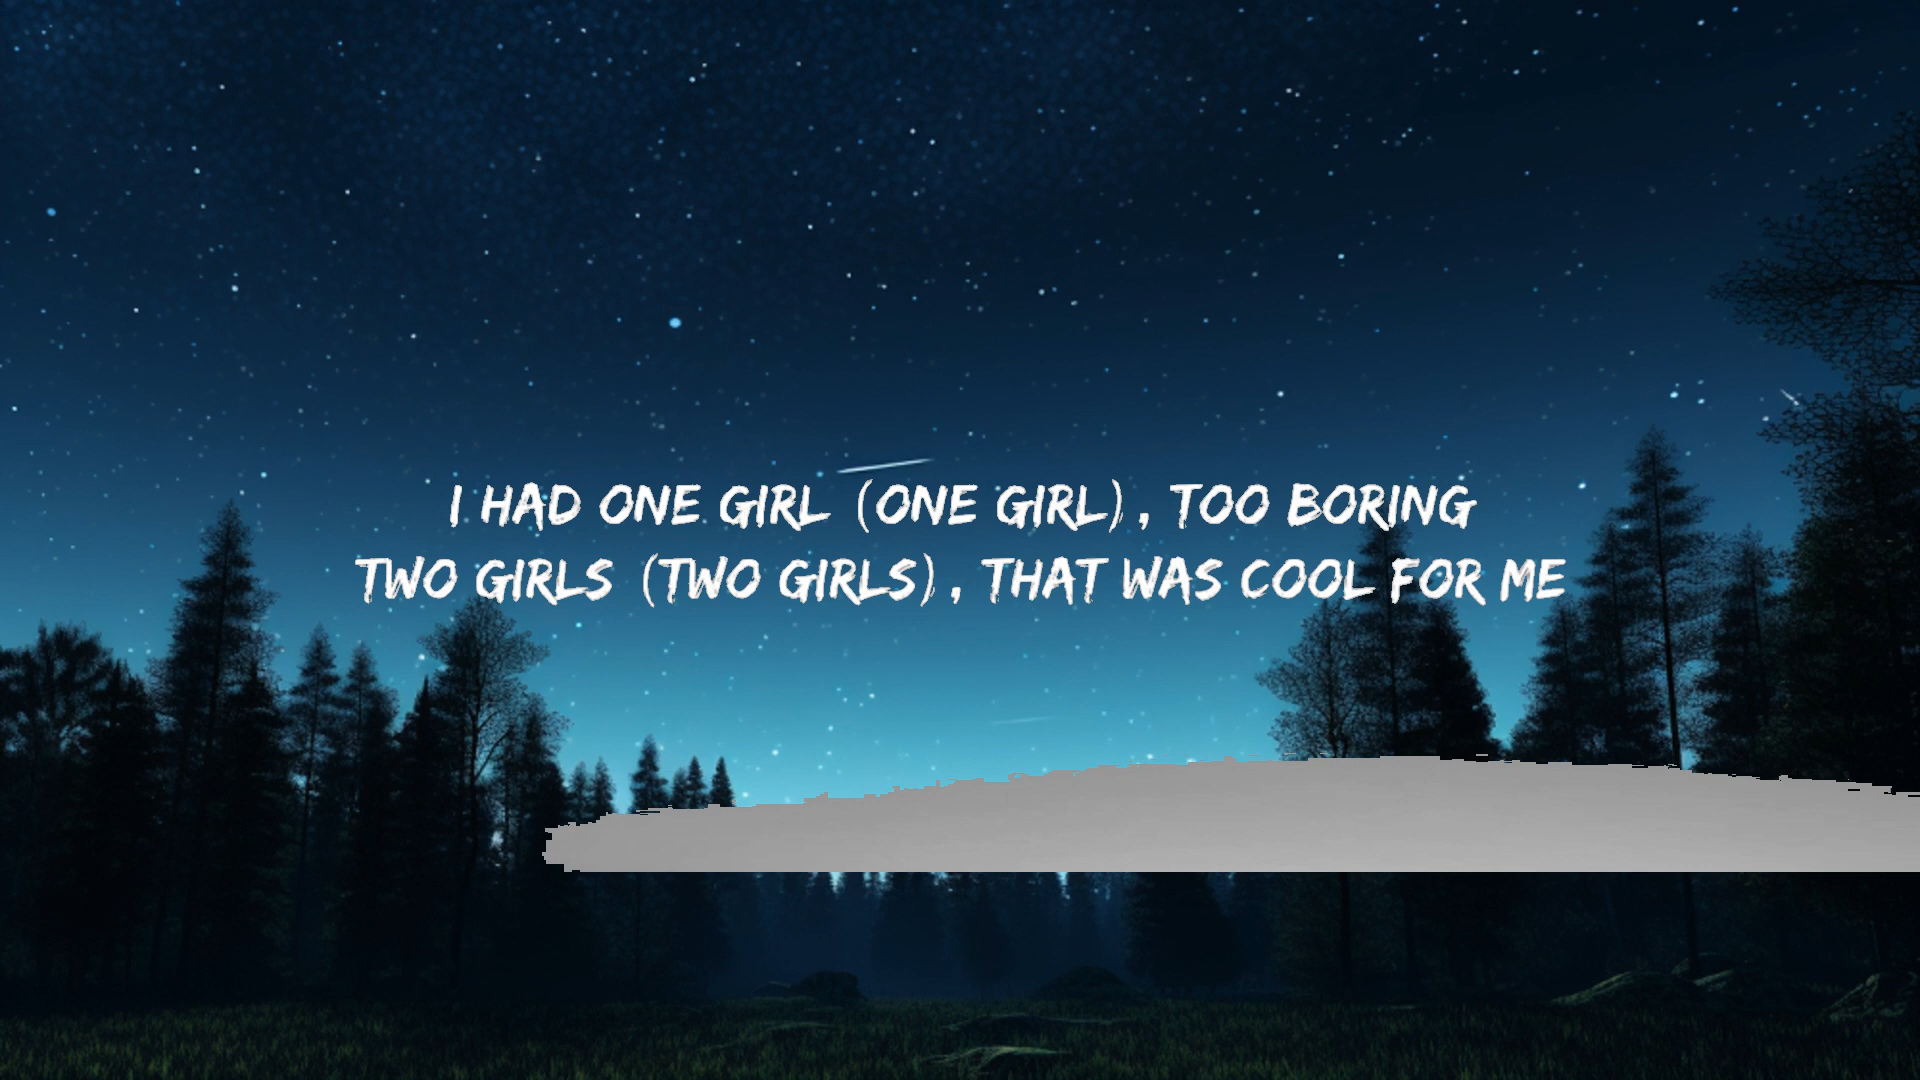 I HAD ONE GIRL (ONE GIRL), TOO BORING
TWO GIRLS (TWO GIRLS), THAT WAS COOL FOR ME